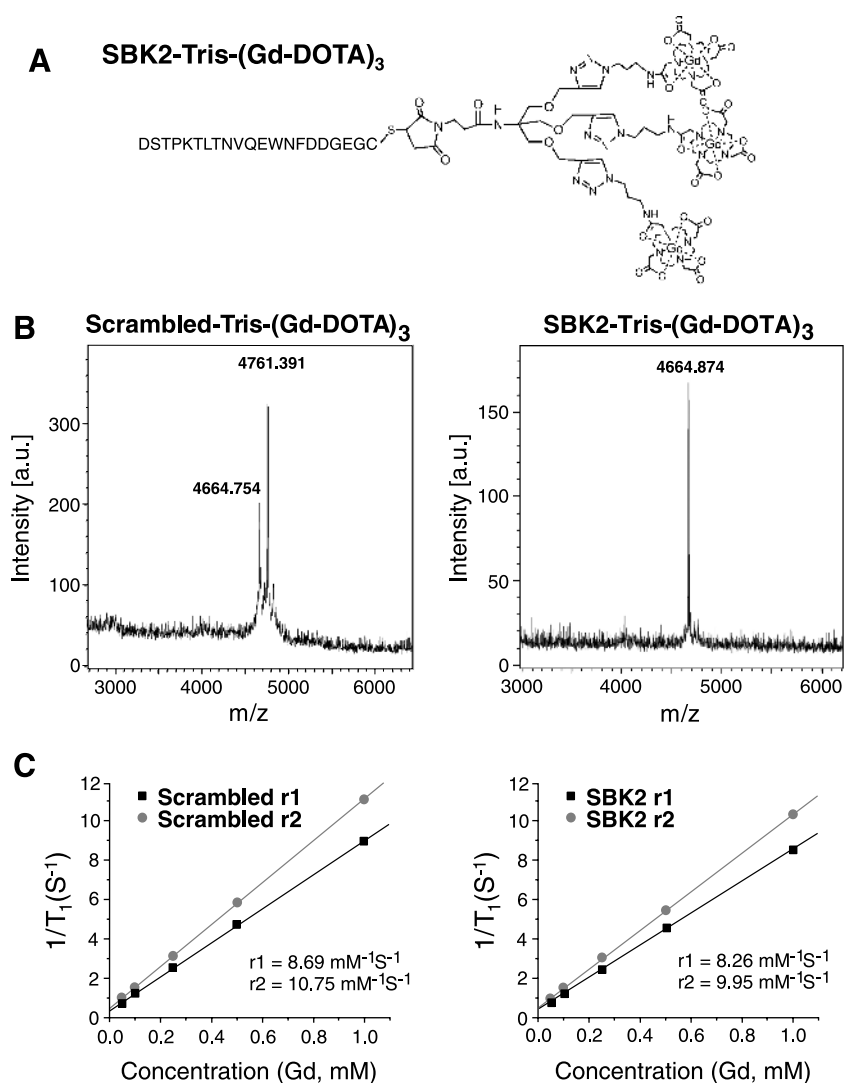 A
SBK2-Tris-(Gd-DOTA)3
DSTPKTLTNVQEWNFDDGEGC
B
Scrambled-Tris-(Gd-DOTA)3
4761.391
4664.754
Intensity [a.u.]
300
200
100
0
3000 4000 5000 6000
m/z
SBK2-Tris-(Gd-DOTA)3
4664.874
Intensity [a.u.]
150
100
50
0
3000 4000 5000 6200
m/z
C
Scrambled r1
Scrambled r2
1/T1(S-1)
12
10
8
6
4
2
0
r1 = 8.69 mM-1S-1
r2 = 10.75 mM-1S-1
0.0 0.2 0.4 0.6 0.8 1.0
Concentration (Gd, mM)
SBK2 r1
SBK2 r2
1/T1(S-1)
12
10
8
6
4
2
0
r1 = 8.26 mM-1S-1
r2 = 9.95 mM-1S-1
0.0 0.2 0.4 0.6 0.8 1.0
Concentration (Gd, mM)